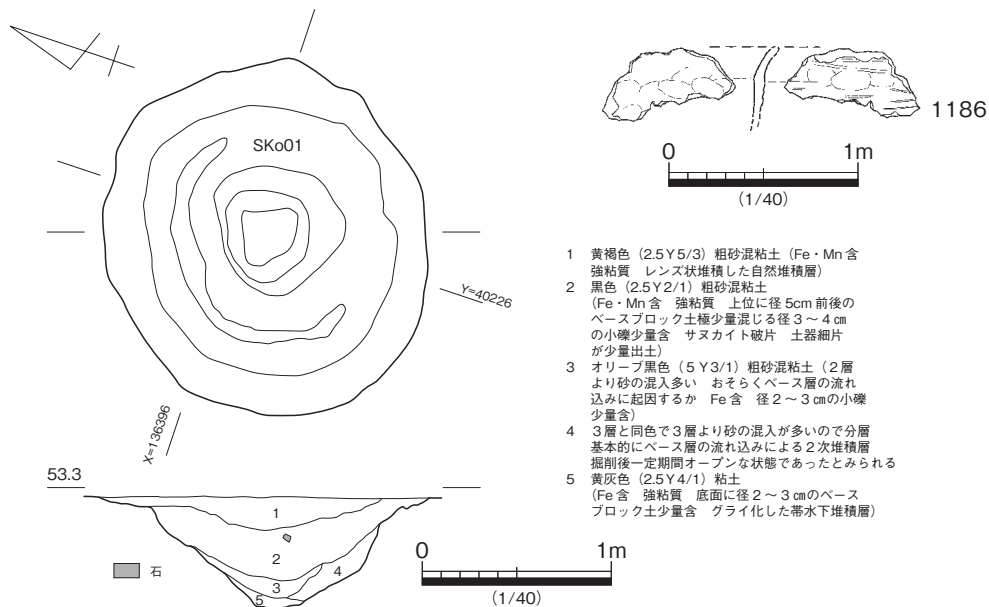 SKo01
1186
0 1m
(1/40)
Y=40226
X=136396
1 黄褐色（2.5Y5/3）粗砂混粘土（Fe・Mn含
強粘質 レンズ状堆積した自然堆積層）
2 黒色（2.5Y2/1）粗砂混粘土
（Fe・Mn含 強粘質 上位に径5cm前後の
ベースブロック土極少量混じる径３～４㎝
の小礫少量含 サヌカイト破片 土器細片
が少量出土）
3 オリーブ黒色（５Y3/1）粗砂混粘土（２層
より砂の混入多い おそらくベース層の流れ
込みに起因するか Fe含 径２～３㎝の小礫
少量含）
4 ３層と同色で３層より砂の混入が多いので分層
基本的にベース層の流れ込みによる２次堆積層
掘削後一定期間オープンな状態であったとみられる
5 黄灰色（2.5Y4/1）粘土
（Fe含 強粘質 底面に径２～３㎝のベース
ブロック土少量含 グライ化した帯水下堆積層）
53.3
1
2
3
4
5
石
0 1m
(1/40)